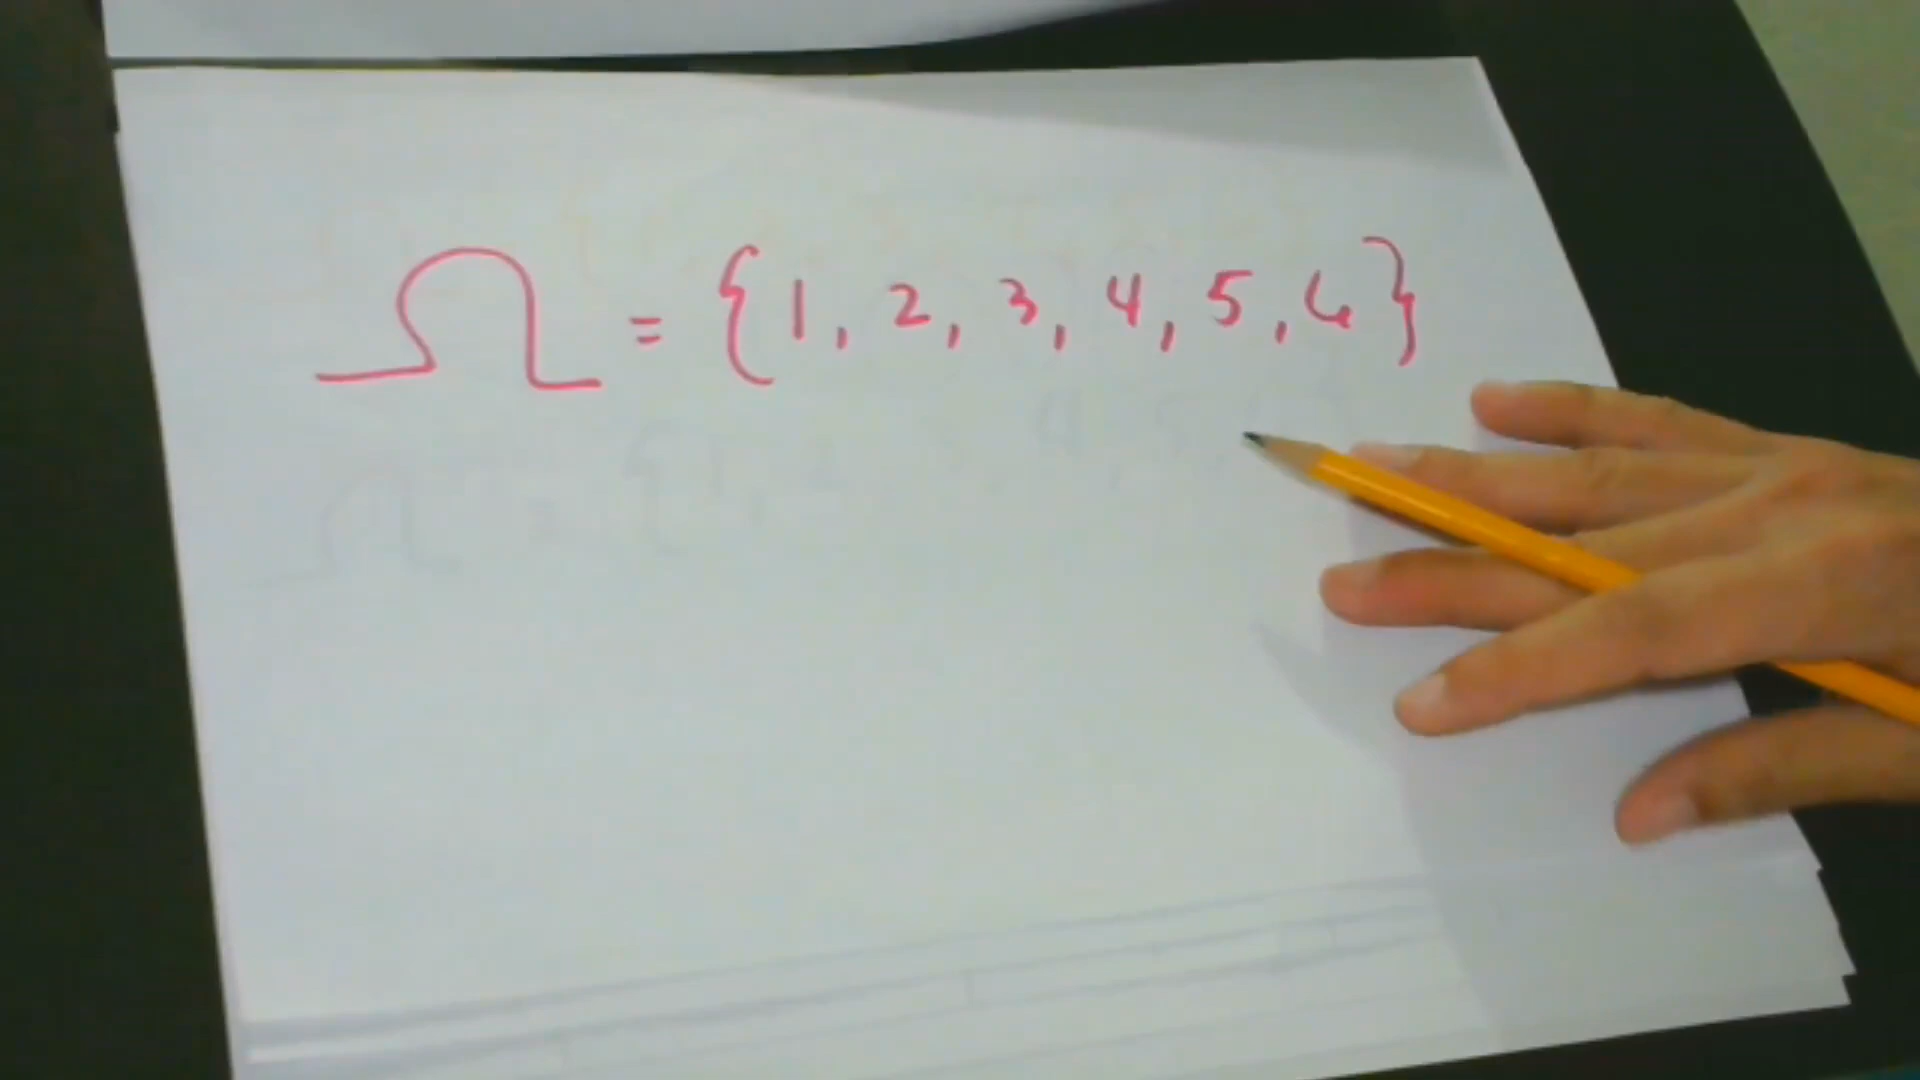 Ω = {1, 2, 3, 4, 5, 6}